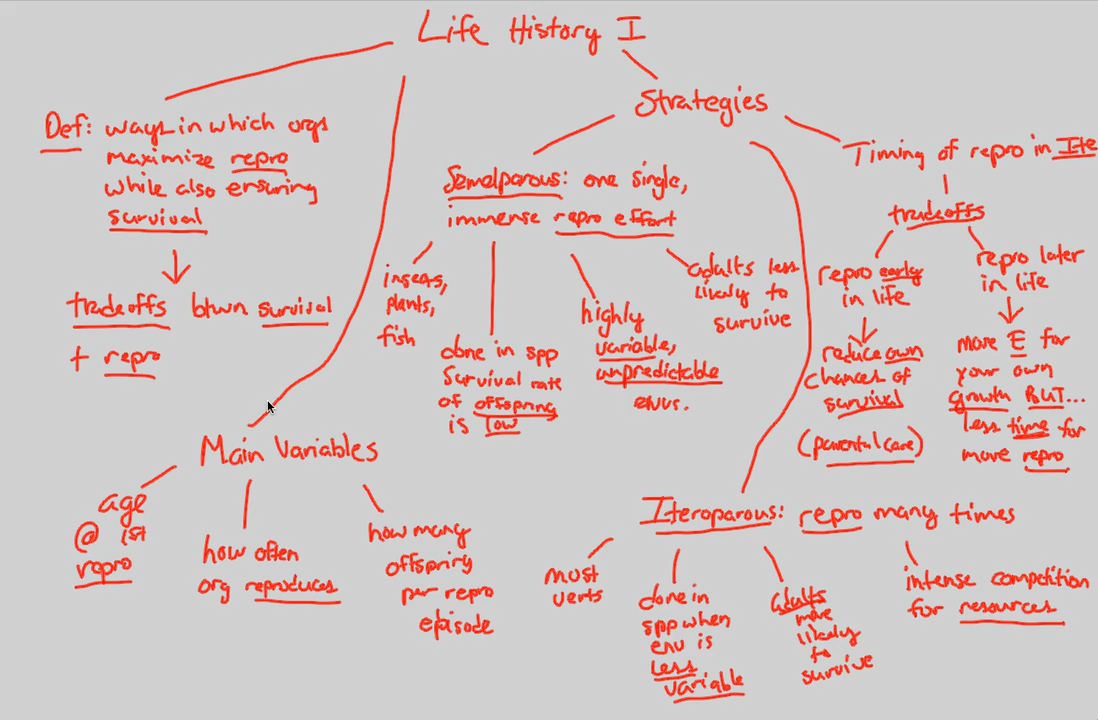 Life History I
Def: ways in which orgs
maximize repro
while also ensuring
survival
tradeoffs btwn survival
+ repro
Main Variables
age
@ 1st
repro
how often
org reproduces
how many
offspring
per repro
episode
Strategies
Semelparous: one single,
immense repro effort
insects,
plants,
fish
done in spp
Survival rate
of offspring
is low
highly
variable,
unpredictable
envs.
adults less
likely to
survive
Iteroparous: repro many times
most
verts
done in
spp when
env is
less
variable
adults
more
likely
to
survive
intense competition
for resources
Timing of repro in Ite
tradeoffs
repro early
in life
reduce own
chances of
survival
(parental care)
repro later
in life
more E for
your own
growth BUT...
less time for
more repro